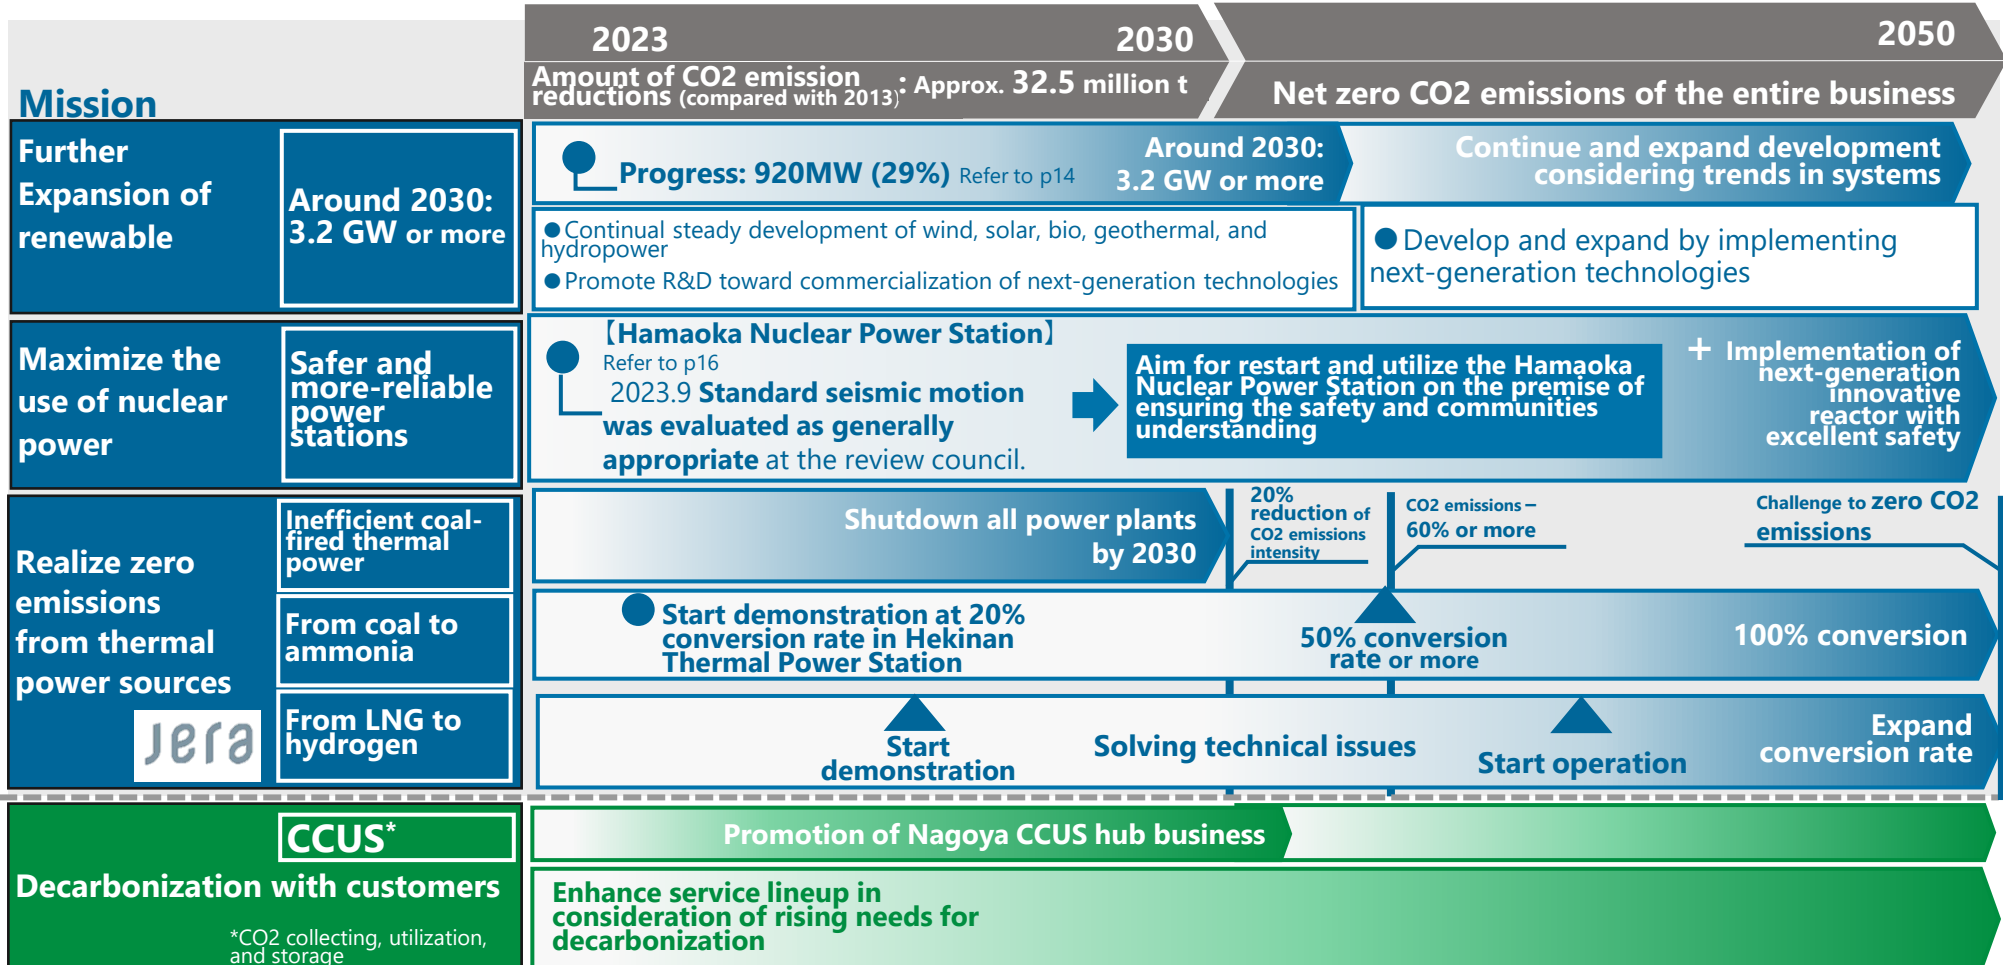 2023
2030
2050
Mission
Amount of CO2 emission
reductions (compared with 2013): Approx. 32.5 million t
Net zero CO2 emissions of the entire business
Further
Expansion of
renewable
Around 2030:
3.2 GW or more
Progress: 920MW (29%) Refer to p14
Around 2030:
3.2 GW or more
Continue and expand development
considering trends in systems
●Continual steady development of wind, solar, bio, geothermal, and
hydropower
●Promote R&D toward commercialization of next-generation technologies
●Develop and expand by implementing
next-generation technologies
Maximize the
use of nuclear
power
Safer and
more-reliable
power
stations
【Hamaoka Nuclear Power Station】
Refer to p16
2023.9 Standard seismic motion
was evaluated as generally
appropriate at the review council.
Aim for restart and utilize the Hamaoka
Nuclear Power Station on the premise of
ensuring the safety and communities
understanding
+ Implementation of
next-generation
innovative
reactor with
excellent safety
Realize zero
emissions
from thermal
power sources
Jera
Inefficient coal-
fired thermal
power
Shutdown all power plants
by 2030
20%
reduction of
CO2 emissions
intensity
CO2 emissions –
60% or more
Challenge to zero CO2
emissions
From coal to
ammonia
Start demonstration at 20%
conversion rate in Hekinan
Thermal Power Station
50% conversion
rate or more
100% conversion
From LNG to
hydrogen
Start
demonstration
Solving technical issues
Start operation
Expand
conversion rate
CCUS*
Decarbonization with customers
*CO2 collecting, utilization,
and storage
Promotion of Nagoya CCUS hub business
Enhance service lineup in
consideration of rising needs for
decarbonization